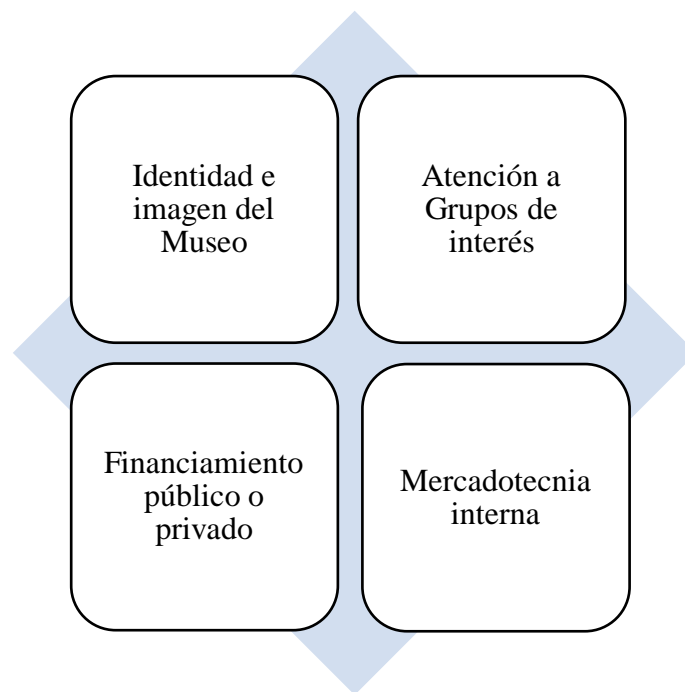 Identidad e
imagen del
Museo
Atención a
Grupos de
interés
Financiamiento
público o
privado
Mercadotecnia
interna